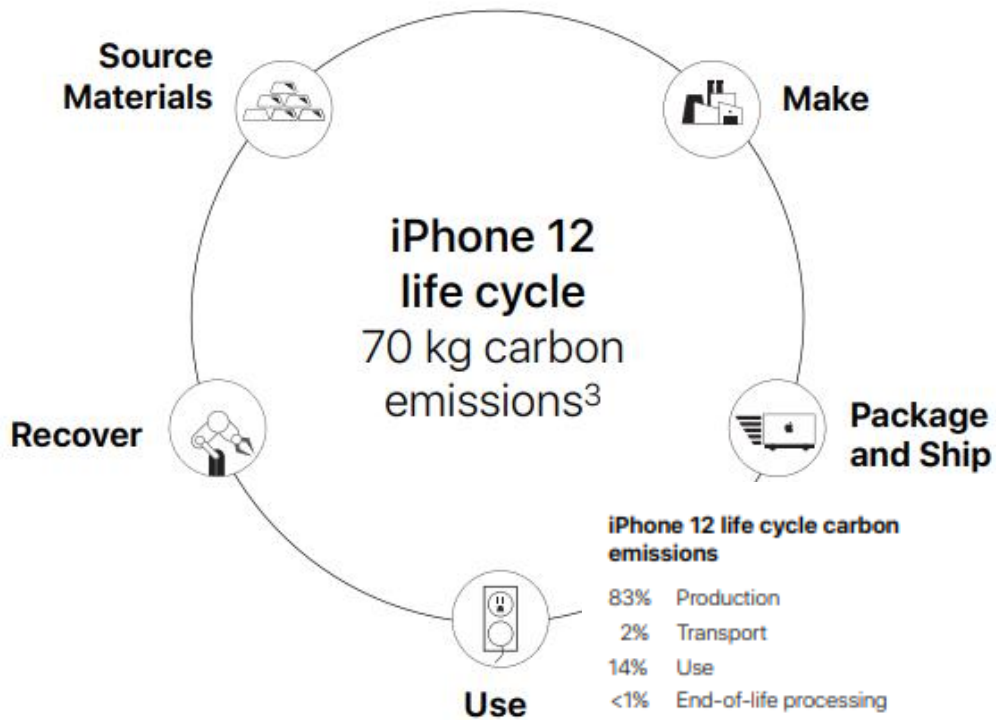 Source
Materials
Make
iPhone 12
life cycle
70 kg carbon
emissions³
Recover
Package
and Ship
iPhone 12 life cycle carbon
emissions
83% Production
2% Transport
14% Use
<1% End-of-life processing
Use